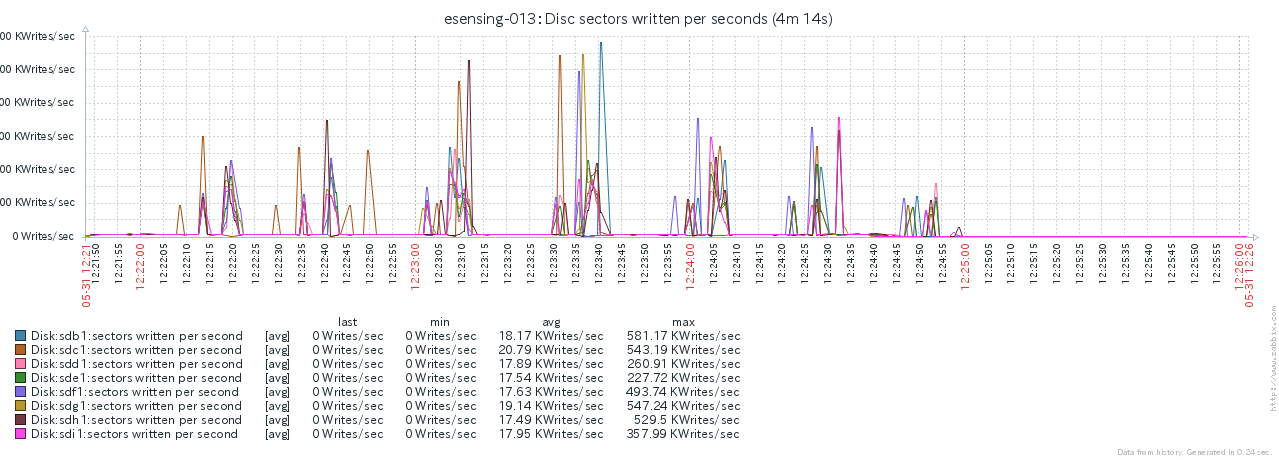 esensing-013: Disc sectors written per seconds (4m 14s)
00 KWrites/sec
00 KWrites/sec
00 KWrites/sec
00 KWrites/sec
00 KWrites/sec
00 KWrites/sec
0 Writes/sec
05-31 12:21
12:21:50
12:21:55
12:22:00
12:22:05
12:22:10
12:22:15
12:22:20
12:22:25
12:22:30
12:22:35
12:22:40
12:22:45
12:22:50
12:22:55
12:23:00
12:23:05
12:23:10
12:23:15
12:23:20
12:23:25
12:23:30
12:23:35
12:23:40
12:23:45
12:23:50
12:23:55
12:24:00
12:24:05
12:24:10
12:24:15
12:24:20
12:24:25
12:24:30
12:24:35
12:24:40
12:24:45
12:24:50
12:24:55
12:25:00
12:25:05
12:25:10
12:25:15
12:25:20
12:25:25
12:25:30
12:25:35
12:25:40
12:25:45
12:25:50
12:25:55
12:26:00
05-31 12:26
last min avg max
Disk:sdb1:sectors written per second [avg] 0 Writes/sec 0 Writes/sec 18.17 KWrites/sec 581.17 KWrites/sec
Disk:sdc1:sectors written per second [avg] 0 Writes/sec 0 Writes/sec 20.79 KWrites/sec 543.19 KWrites/sec
Disk:sdd1:sectors written per second [avg] 0 Writes/sec 0 Writes/sec 17.89 KWrites/sec 260.91 KWrites/sec
Disk:sde1:sectors written per second [avg] 0 Writes/sec 0 Writes/sec 17.54 KWrites/sec 227.72 KWrites/sec
Disk:sdf1:sectors written per second [avg] 0 Writes/sec 0 Writes/sec 17.63 KWrites/sec 493.74 KWrites/sec
Disk:sdg1:sectors written per second [avg] 0 Writes/sec 0 Writes/sec 19.14 KWrites/sec 547.24 KWrites/sec
Disk:sdh1:sectors written per second [avg] 0 Writes/sec 0 Writes/sec 17.49 KWrites/sec 529.5 KWrites/sec
Disk:sdi1:sectors written per second [avg] 0 Writes/sec 0 Writes/sec 17.95 KWrites/sec 357.99 KWrites/sec
http://www.zabbix.com
Data from history. Generated in 0.24 sec.